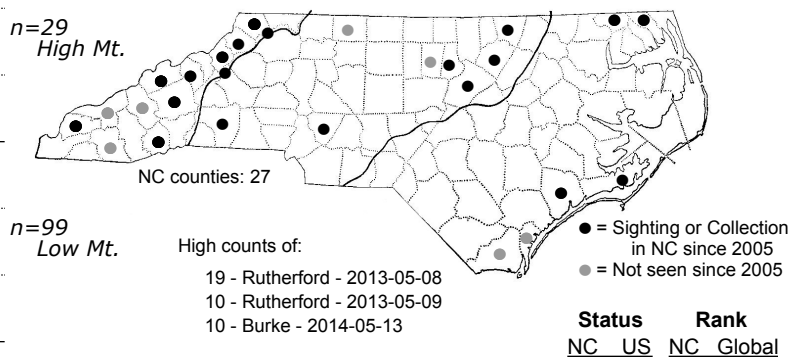 n=29
High Mt.
NC counties: 27
n=99
Low Mt.
High counts of:
19 - Rutherford - 2013-05-08
10 - Rutherford - 2013-05-09
10 - Burke - 2014-05-13
= Sighting or Collection
in NC since 2005
= Not seen since 2005
Status Rank
NC US NC Global